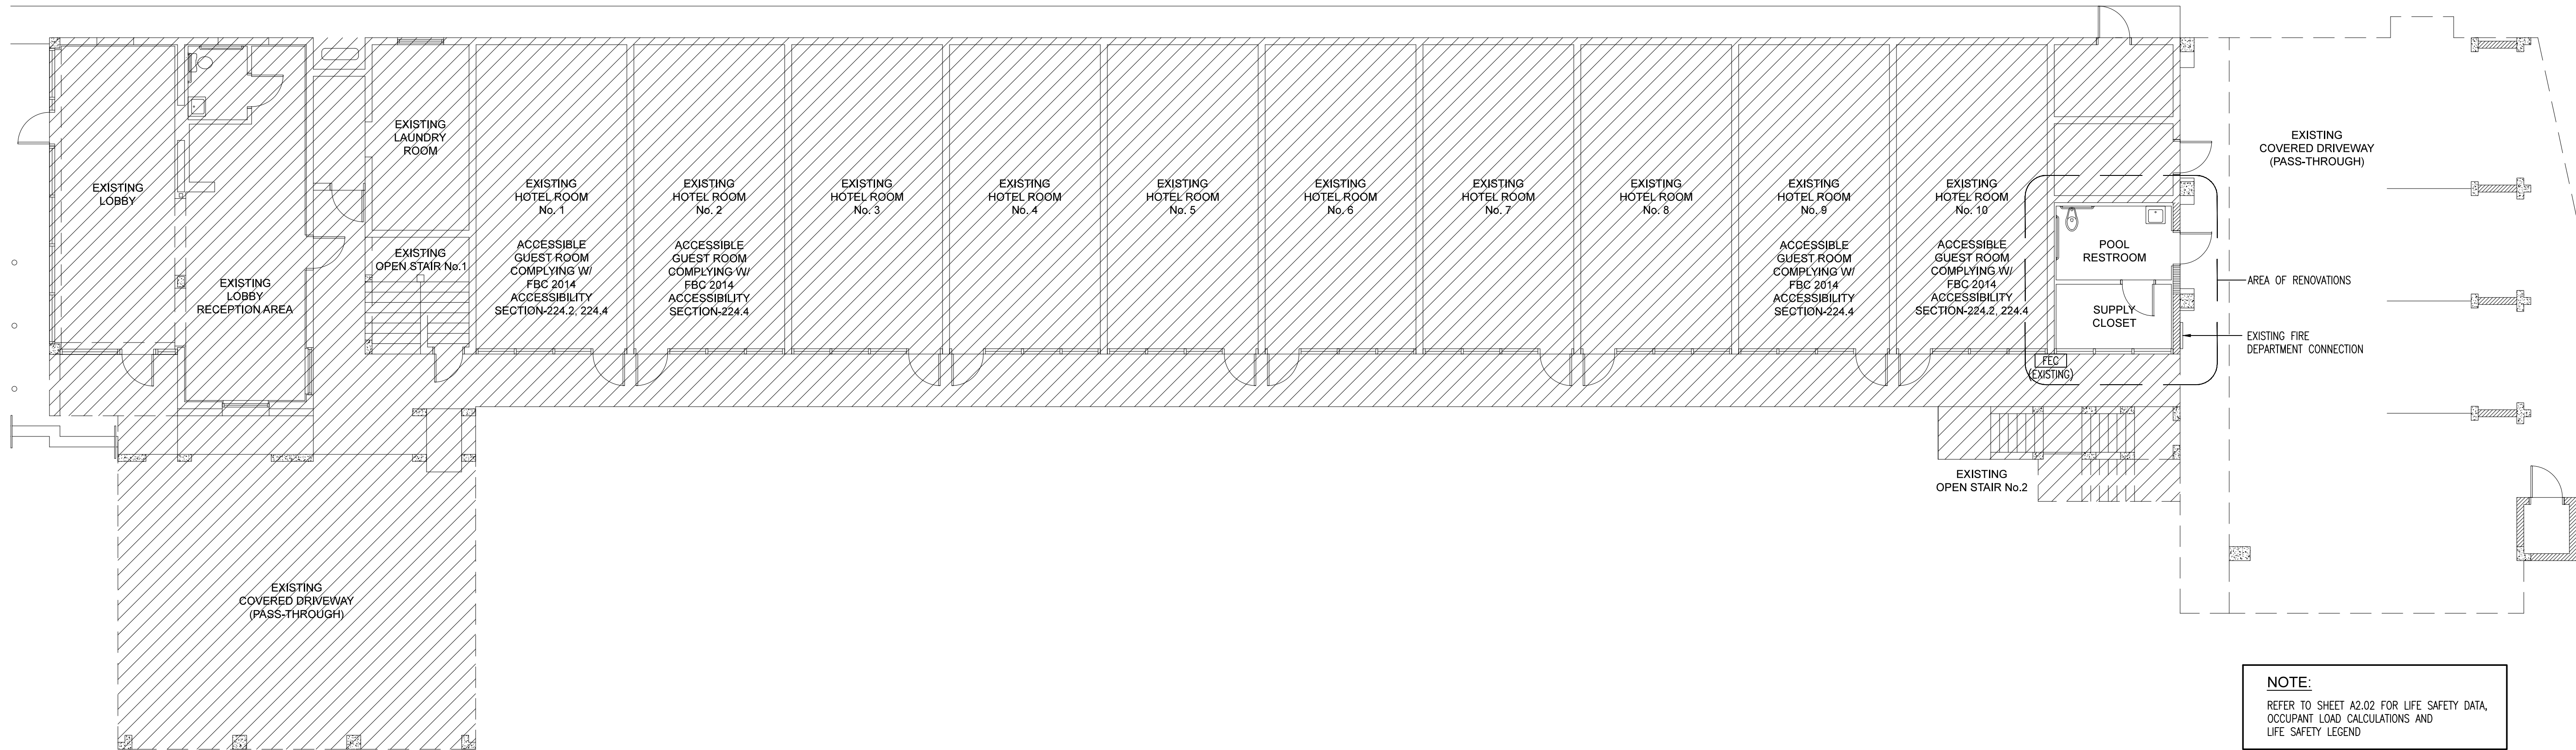 EXISTING
LOBBY
EXISTING
LOBBY
RECEPTION AREA
EXISTING
LAUNDRY
ROOM
EXISTING
OPEN STAIR No.1
EXISTING
HOTEL ROOM
No. 1
ACCESSIBLE
GUEST ROOM
COMPLYING W/
FBC 2014
ACCESSIBILITY
SECTION-224.2, 224.4
EXISTING
HOTEL ROOM
No. 2
ACCESSIBLE
GUEST ROOM
COMPLYING W/
FBC 2014
ACCESSIBILITY
SECTION-224.4
EXISTING
HOTEL ROOM
No. 3
EXISTING
HOTEL ROOM
No. 4
EXISTING
HOTEL ROOM
No. 5
EXISTING
HOTEL ROOM
No. 6
EXISTING
HOTEL ROOM
No. 7
EXISTING
HOTEL ROOM
No. 8
EXISTING
HOTEL ROOM
No. 9
ACCESSIBLE
GUEST ROOM
COMPLYING W/
FBC 2014
ACCESSIBILITY
SECTION-224.4
EXISTING
HOTEL ROOM
No. 10
ACCESSIBLE
GUEST ROOM
COMPLYING W/
FBC 2014
ACCESSIBILITY
SECTION-224.2, 224.4
POOL
RESTROOM
SUPPLY
CLOSET
FEC
(EXISTING)
EXISTING
COVERED DRIVEWAY
(PASS-THROUGH)
AREA OF RENOVATIONS
EXISTING FIRE
DEPARTMENT CONNECTION
EXISTING
OPEN STAIR No.2
EXISTING
COVERED DRIVEWAY
(PASS-THROUGH)
NOTE:
REFER TO SHEET A2.02 FOR LIFE SAFETY DATA,
OCCUPANT LOAD CALCULATIONS AND
LIFE SAFETY LEGEND